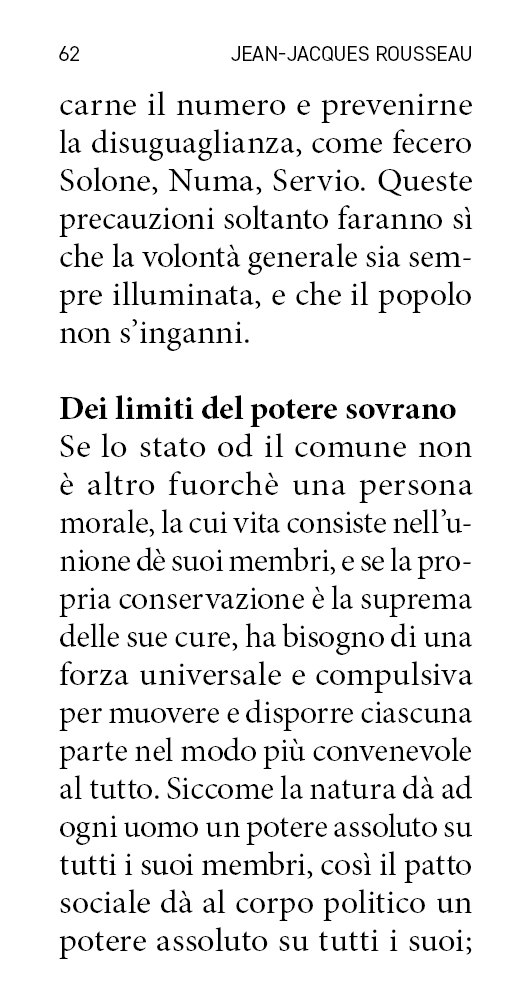 62
JEAN-JACQUES ROUSSEAU
carne il numero e prevenirne
la disuguaglianza, come fecero
Solone, Numa, Servio. Queste
precauzioni soltanto faranno sì
che la volontà generale sia sem-
pre illuminata, e che il popolo
non s’inganni.
Dei limiti del potere sovrano
Se lo stato od il comune non
è altro fuorchè una persona
morale, la cui vita consiste nell’u-
nione dè suoi membri, e se la pro-
pria conservazione è la suprema
delle sue cure, ha bisogno di una
forza universale e compulsiva
per muovere e disporre ciascuna
parte nel modo più convenevole
al tutto. Siccome la natura dà ad
ogni uomo un potere assoluto su
tutti i suoi membri, così il patto
sociale dà al corpo politico un
potere assoluto su tutti i suoi;